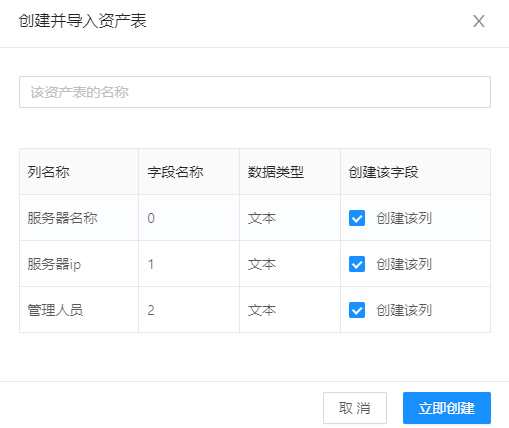 创建并导入资产表
该资产表的名称
列名称 字段名称 数据类型 创建该字段
服务器名称 0 文本 创建该列
服务器ip 1 文本 创建该列
管理人员 2 文本 创建该列
取 消 立即创建